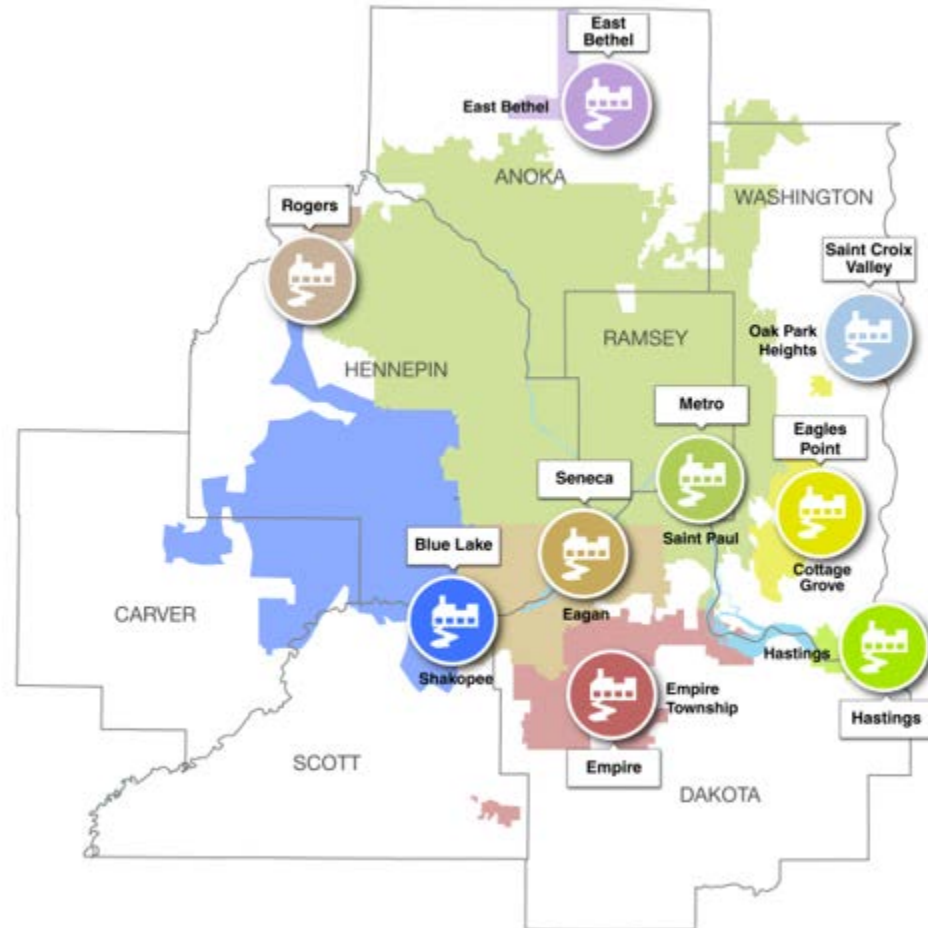 East
Bethel
East Bethel
ANOKA
WASHINGTON
Rogers
Saint Croix
Valley
Oak Park
Heights
RAMSEY
HENNEPIN
Metro
Eagles
Point
Seneca
Saint Paul
Blue Lake
Cottage
Grove
CARVER
Eagan
Hastings
Shakopee
Empire
Township
Hastings
SCOTT
Empire
DAKOTA